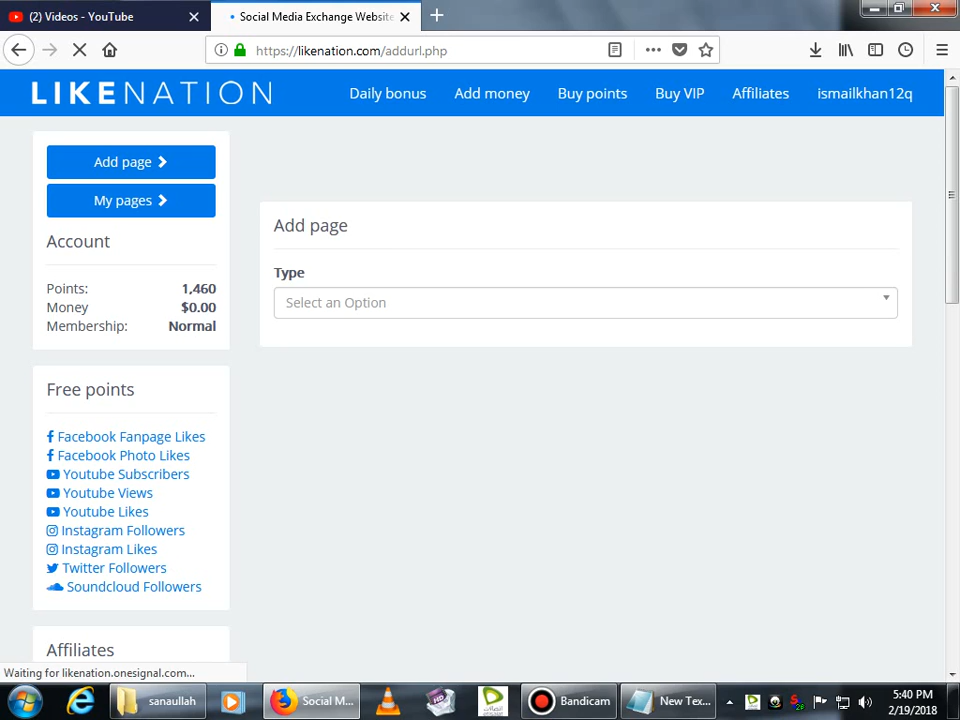 (2) Videos - YouTube
Social Media Exchange Website
https://likenation.com/addurl.php
LIKENATION
Daily bonus
Add money
Buy points
Buy VIP
Affiliates
ismailkhan12q
Add page
My pages
Account
Points: 1,460
Money $0.00
Membership: Normal
Free points
Facebook Fanpage Likes
Facebook Photo Likes
Youtube Subscribers
Youtube Views
Youtube Likes
Instagram Followers
Instagram Likes
Twitter Followers
Soundcloud Followers
Affiliates
Add page
Type
Select an Option
Waiting for likenation.onesignal.com...
sanaullah
Social M...
Bandicam
New Tex...
5:40 PM
2/19/2018